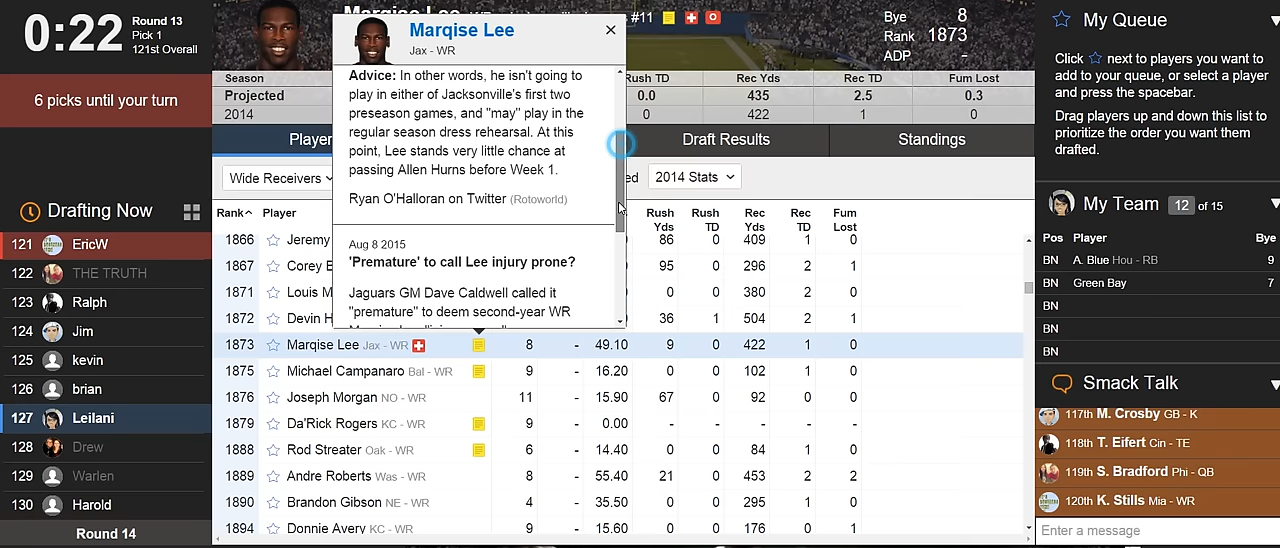 0:22
Round 13
Pick 1
121st Overall
6 picks until your turn
Drafting Now
121 EricW
122 THE TRUTH
123 Ralph
124 Jim
125 kevin
126 brian
127 Leilani
128 Drew
129 Warlen
130 Harold
Round 14
#11
Bye 8
Rank 1873
ADP -
Season Rush TD Rec Yds Rec TD Fum Lost
Projected 0.0 435 2.5 0.3
2014 0 422 1 0
Player
Draft Results
Standings
Wide Receivers
ed
2014 Stats
Rank Player Rush Yds Rush TD Rec Yds Rec TD Fum Lost
1866 Jeremy 86 0 409 1 0
1867 Corey B 95 0 296 2 1
1871 Louis M 0 0 380 2 0
1872 Devin H 36 1 504 2 1
1873 Marqise Lee Jax - WR 8 - 49.10 9 0 422 1 0
1875 Michael Campanaro Bal - WR 9 - 16.20 0 0 102 1 0
1876 Joseph Morgan NO - WR 11 - 15.90 67 0 92 0 0
1879 Da'Rick Rogers KC - WR 9 - 0.00 - - - - -
1888 Rod Streater Oak - WR 6 - 14.40 0 0 84 1 0
1889 Andre Roberts Was - WR 8 - 55.40 21 0 453 2 2
1890 Brandon Gibson NE - WR 4 - 35.50 0 0 295 1 0
1894 Donnie Avery KC - WR 9 - 15.60 0 0 176 0 1
Marqise Lee
Jax - WR
Advice: In other words, he isn't going to
play in either of Jacksonville's first two
preseason games, and "may" play in the
regular season dress rehearsal. At this
point, Lee stands very little chance at
passing Allen Hurns before Week 1.
Ryan O'Halloran on Twitter (Rotoworld)
Aug 8 2015
'Premature' to call Lee injury prone?
Jaguars GM Dave Caldwell called it
"premature" to deem second-year WR
My Queue
Click ☆ next to players you want to
add to your queue, or select a player
and press the spacebar.
Drag players up and down this list to
prioritize the order you want them
drafted.
My Team 12 of 15
Pos Player Bye
BN A. Blue Hou - RB 9
BN Green Bay 7
BN
BN
BN
Smack Talk
117th M. Crosby GB - K
118th T. Eifert Cin - TE
119th S. Bradford Phi - QB
120th K. Stills Mia - WR
Enter a message